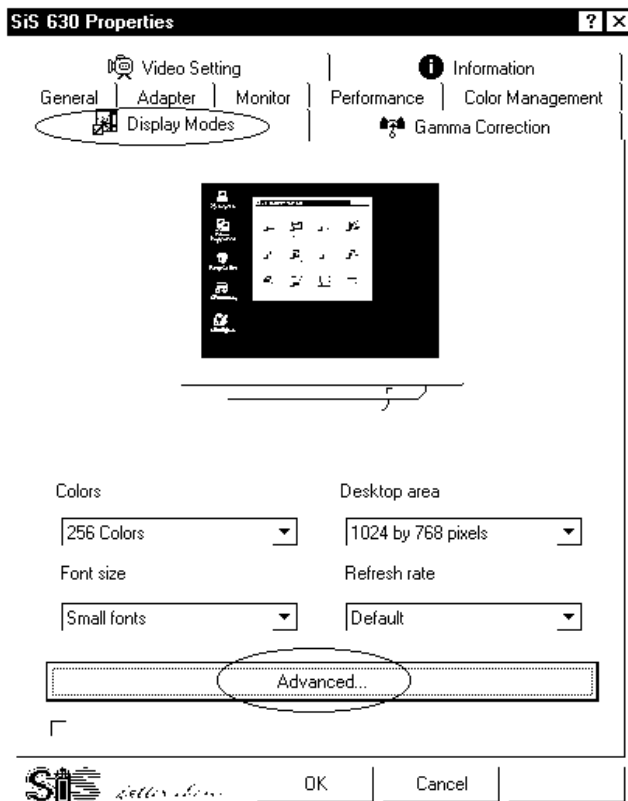 SiS 630 Properties
Video Setting Information
General Adapter Monitor Performance Color Management
Display Modes Gamma Correction
Colors Desktop area
256 Colors 1024 by 768 pixels
Font size Refresh rate
Small fonts Default
Advanced...
SiS OK Cancel